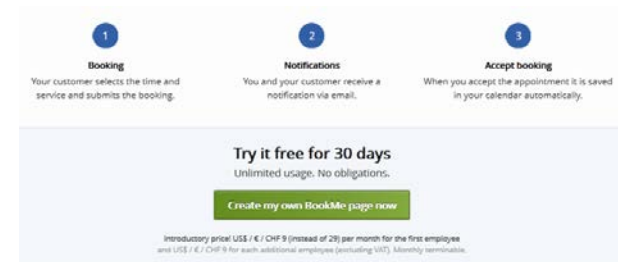 1
Booking
Your customer selects the time and
service and submits the booking.
2
Notifications
You and your customer receive a
notification via email.
3
Accept booking
When you accept the appointment it is saved
in your calendar automatically.
Try it free for 30 days
Unlimited usage. No obligations.
Create my own BookMe page now
Introductory price! US$ / € / CHF 9 (instead of 29) per month for the first employee
and US$ / € / CHF 9 for each additional employee (excluding VAT). Monthly terminable.